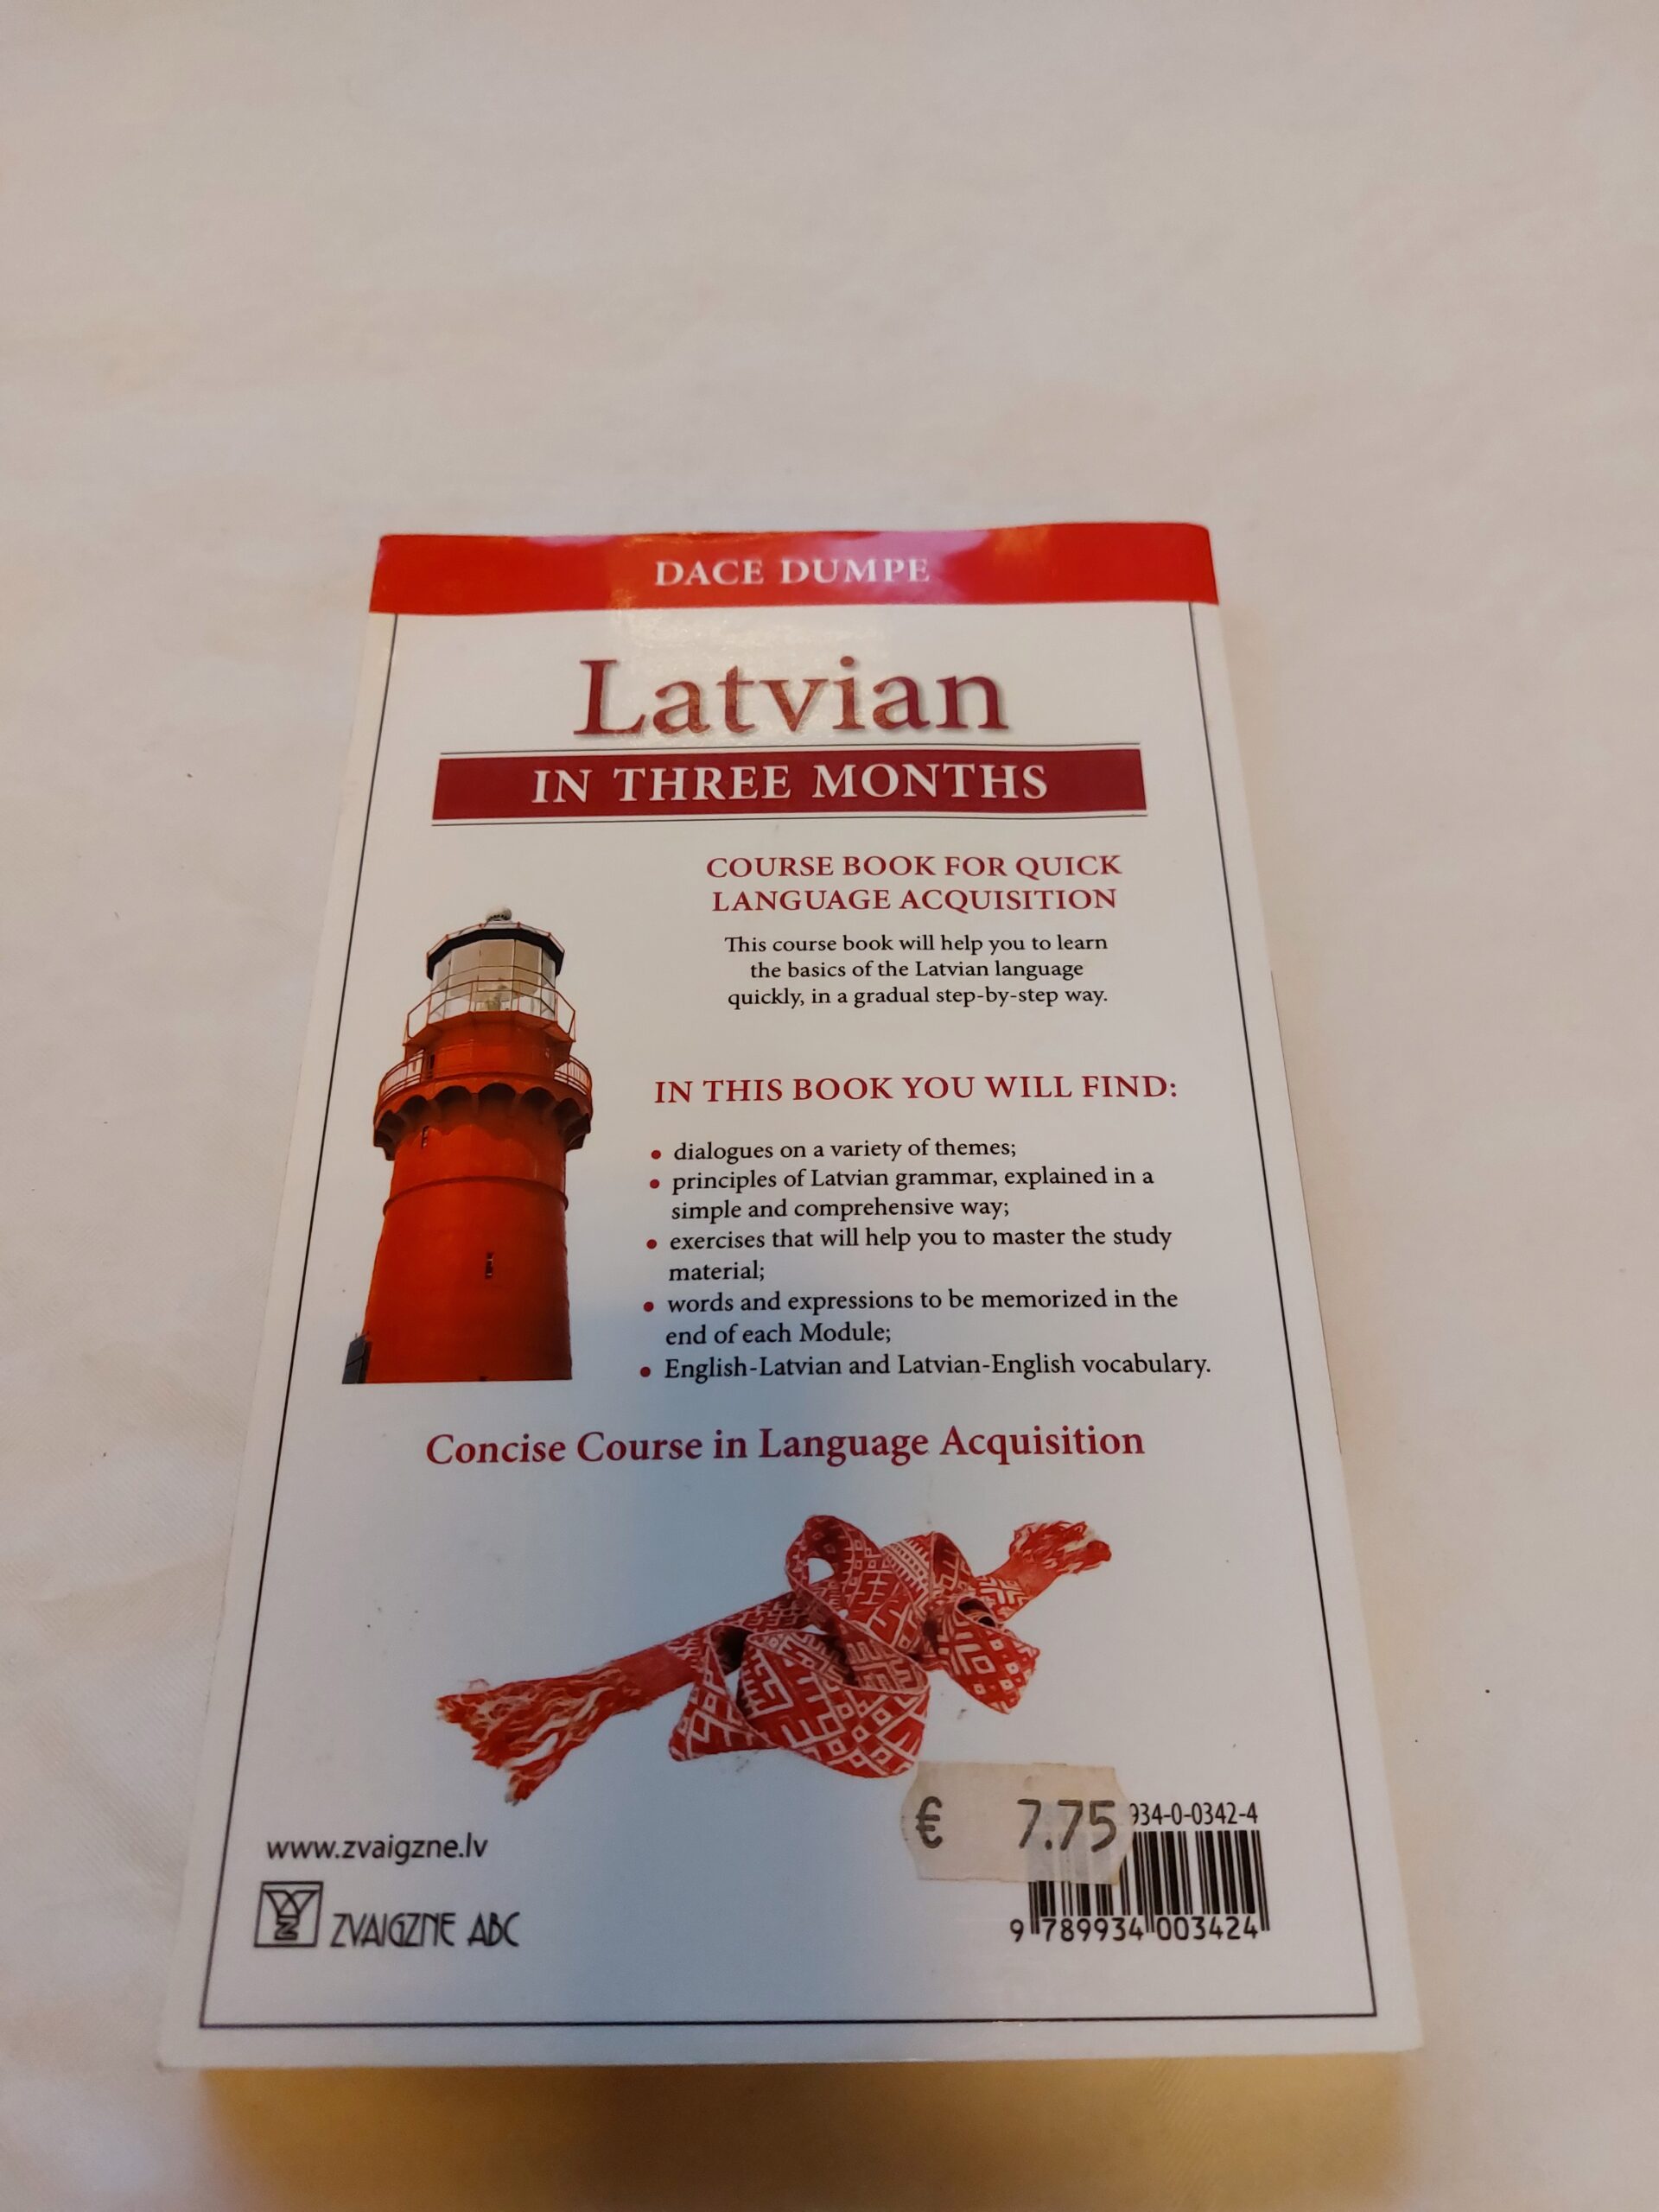 DACE DUMPE
Latvian
IN THREE MONTHS
COURSE BOOK FOR QUICK
LANGUAGE ACQUISITION
This course book will help you to learn
the basics of the Latvian language
quickly, in a gradual step-by-step way.
IN THIS BOOK YOU WILL FIND:
• dialogues on a variety of themes;
• principles of Latvian grammar, explained in a
simple and comprehensive way;
• exercises that will help you to master the study
material;
• words and expressions to be memorized in the
end of each Module;
• English-Latvian and Latvian-English vocabulary.
Concise Course in Language Acquisition
€ 7.75
934-0-0342-4
www.zvaigzne.lv
ZVAIGZNE ABC
9 789934 003424